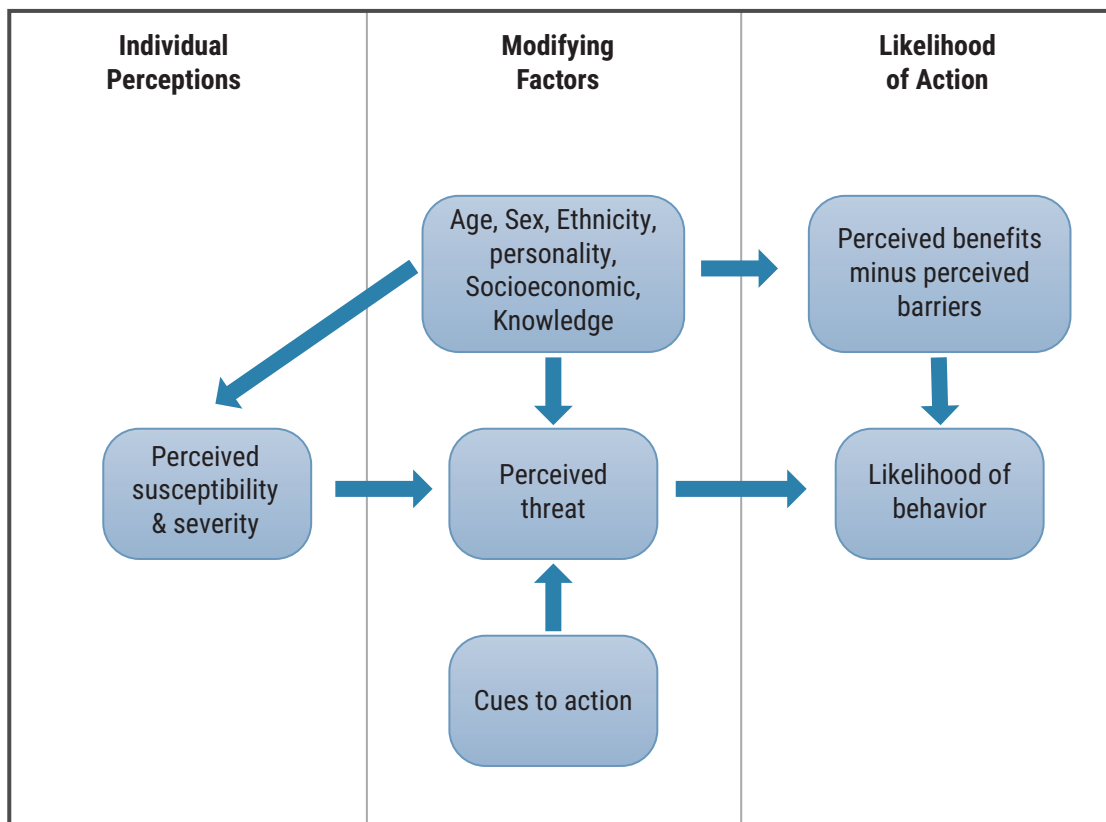 Individual
Perceptions
Modifying
Factors
Likelihood
of Action
Age, Sex, Ethnicity,
personality,
Socioeconomic,
Knowledge
Perceived benefits
minus perceived
barriers
Perceived
susceptibility
& severity
Perceived
threat
Likelihood of
behavior
Cues to action